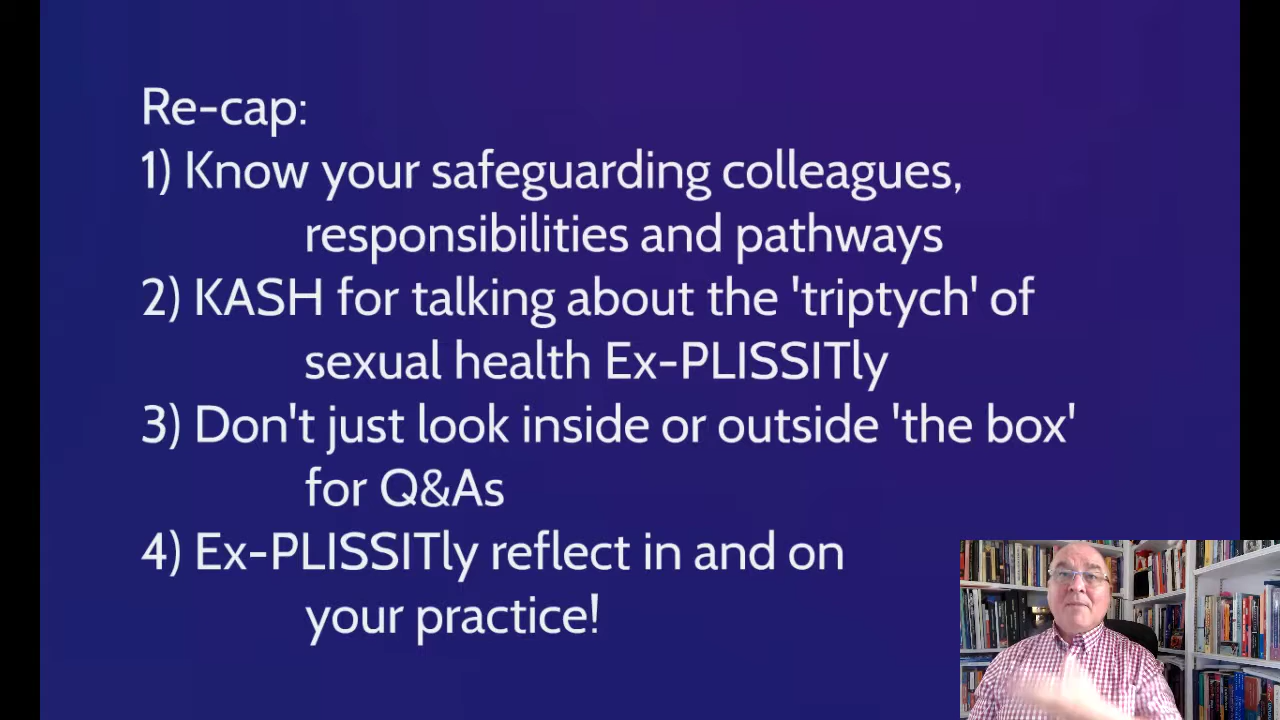 Re-cap:
1) Know your safeguarding colleagues,
responsibilities and pathways
2) KASH for talking about the 'triptych' of
sexual health Ex-PLISSITly
3) Don't just look inside or outside 'the box'
for Q&As
4) Ex-PLISSITly reflect in and on
your practice!